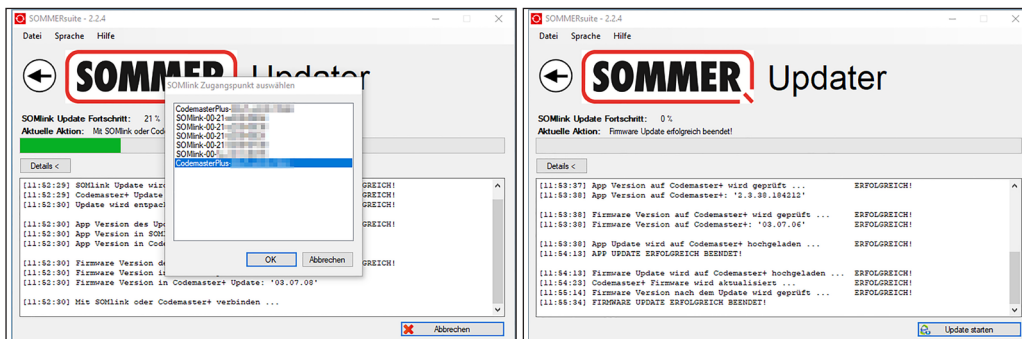 SOMMERsuite - 2.2.4
Datei Sprache Hilfe
SOMMER Updater
SOMlink Update Fortschritt: 21 %
Aktuelle Aktion: Mit SOMlink oder Code
Details <
[11:52:29] SOMlink Update wir GREICH!
[11:52:29] Codemaster+ Update GREICH!
[11:52:30] Update wird entpac GREICH!
[11:52:30] App Version des Up GREICH!
[11:52:30] App Version in SOM
[11:52:30] App Version in Code
[11:52:30] Firmware Version d GREICH!
[11:52:30] Firmware Version i
[11:52:30] Firmware Version in Codemaster+ Update: '03.07.08'
[11:52:30] Mit SOMlink oder Codemaster+ verbinden ...
Abbrechen
SOMlink Zugangspunkt auswählen
CodemasterPlus-
SOMlink-00-21-
SOMlink-00-21
SOMlink-00-21
SOMlink-00-21
SOMlink-00-
CodemasterPlus-
OK Abbrechen
SOMMERsuite - 2.2.4
Datei Sprache Hilfe
SOMMER Updater
SOMlink Update Fortschritt: 0 %
Aktuelle Aktion: Firmware Update erfolgreich beendet!
Details <
[11:53:37] App Version auf Codemaster+ wird geprüft ... ERFOLGREICH!
[11:53:38] App Version auf Codemaster+: '2.3.38.184212'
[11:53:38] Firmware Version auf Codemaster+ wird geprüft ... ERFOLGREICH!
[11:53:38] Firmware Version auf Codemaster+: '03.07.06'
[11:53:38] App Update wird auf Codemaster+ hochgeladen ... ERFOLGREICH!
[11:54:13] APP UPDATE ERFOLGREICH BEENDET!
[11:54:13] Firmware Update wird auf Codemaster+ hochgeladen ... ERFOLGREICH!
[11:54:23] Codemaster+ Firmware wird aktualisiert ... ERFOLGREICH!
[11:55:14] Firmware Version nach dem Update wird geprüft ... ERFOLGREICH!
[11:55:34] FIRMWARE UPDATE ERFOLGREICH BEENDET!
Update starten